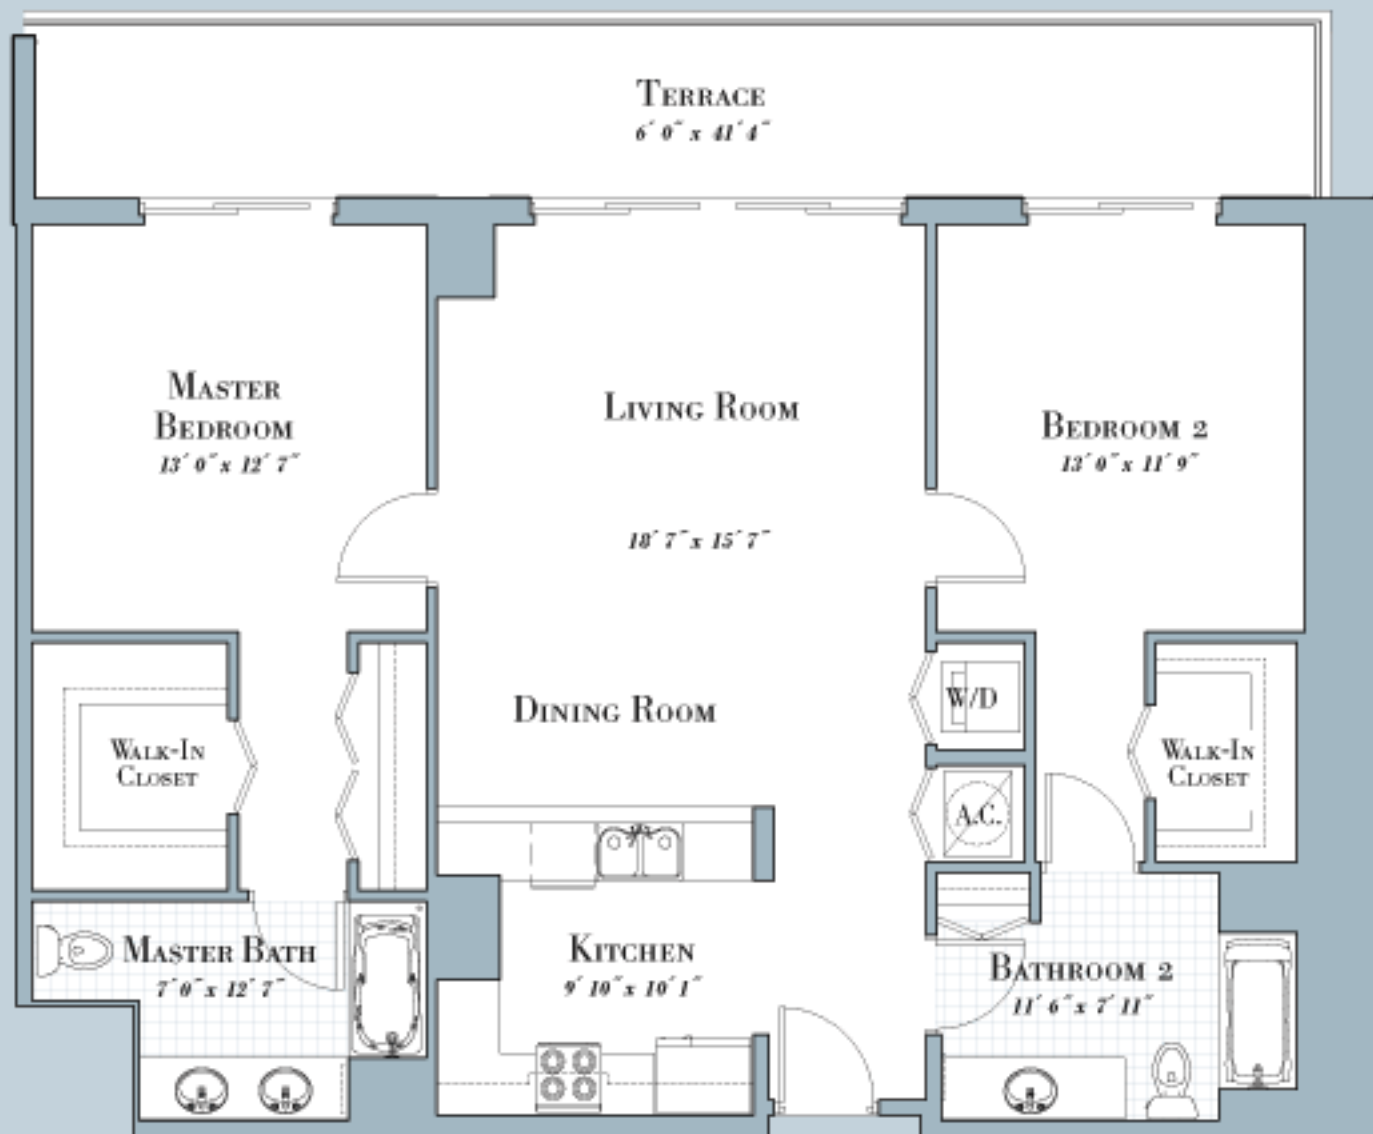 TERRACE
6´ 0˝ x 41´ 4˝
MASTER
BEDROOM
13´ 0˝ x 12´ 7˝
LIVING ROOM
18´ 7˝ x 15´ 7˝
BEDROOM 2
13´ 0˝ x 11´ 9˝
WALK-IN
CLOSET
DINING ROOM
W/D
A.C.
WALK-IN
CLOSET
MASTER BATH
7´ 0˝ x 12´ 7˝
KITCHEN
9´ 10˝ x 10´ 1˝
BATHROOM 2
11´ 6˝ x 7´ 11˝